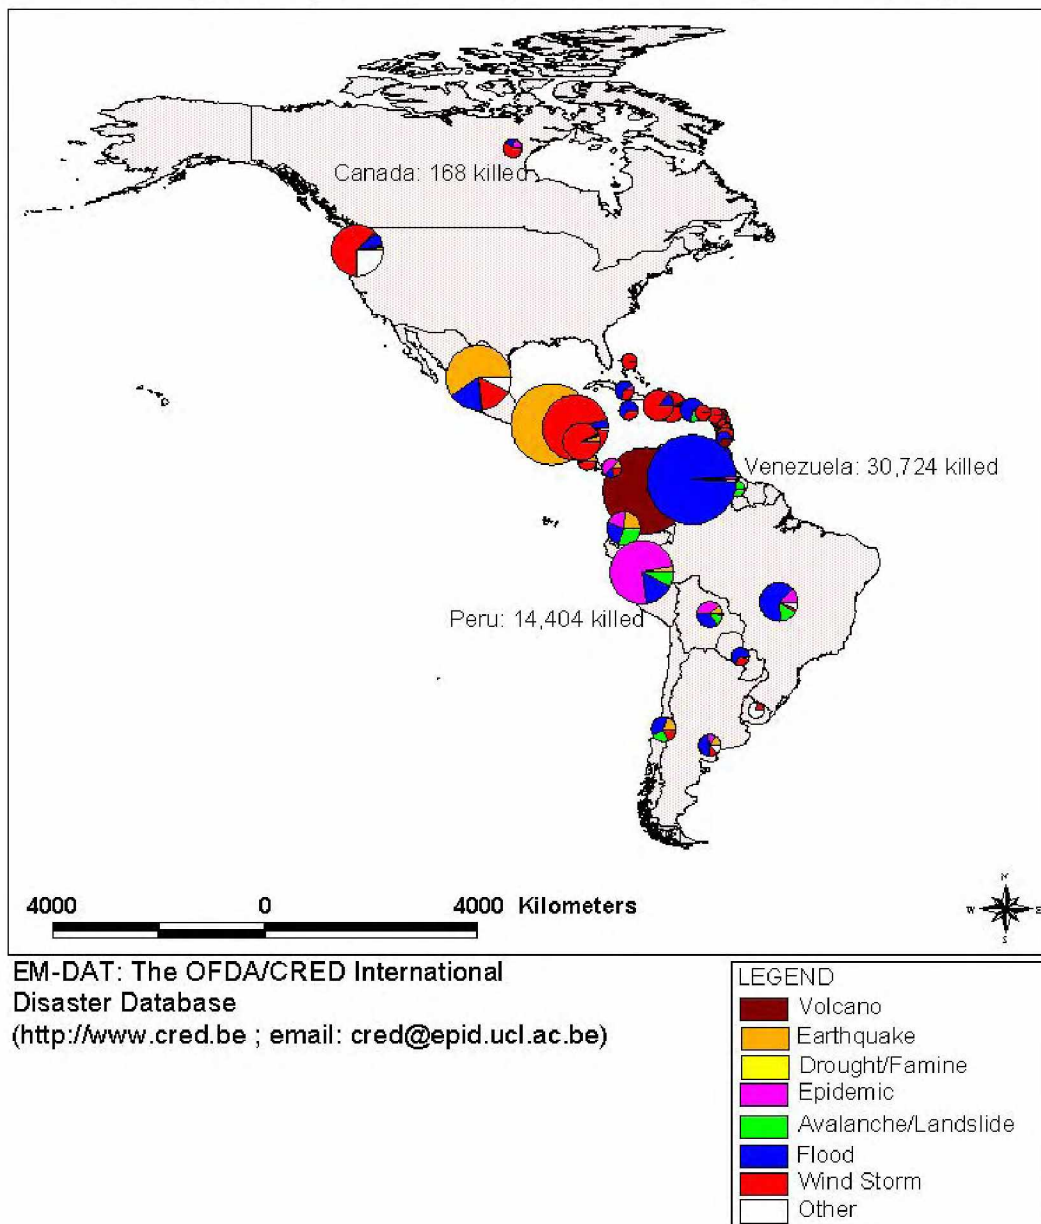 Canada: 168 killed
Venezuela: 30,724 killed
Peru: 14,404 killed
4000 0 4000 Kilometers
N
W E
S
EM-DAT: The OFDA/CRED International
Disaster Database
(http://www.cred.be ; email: cred@epid.ucl.ac.be)
LEGEND
Volcano
Earthquake
Drought/Famine
Epidemic
Avalanche/Landslide
Flood
Wind Storm
Other